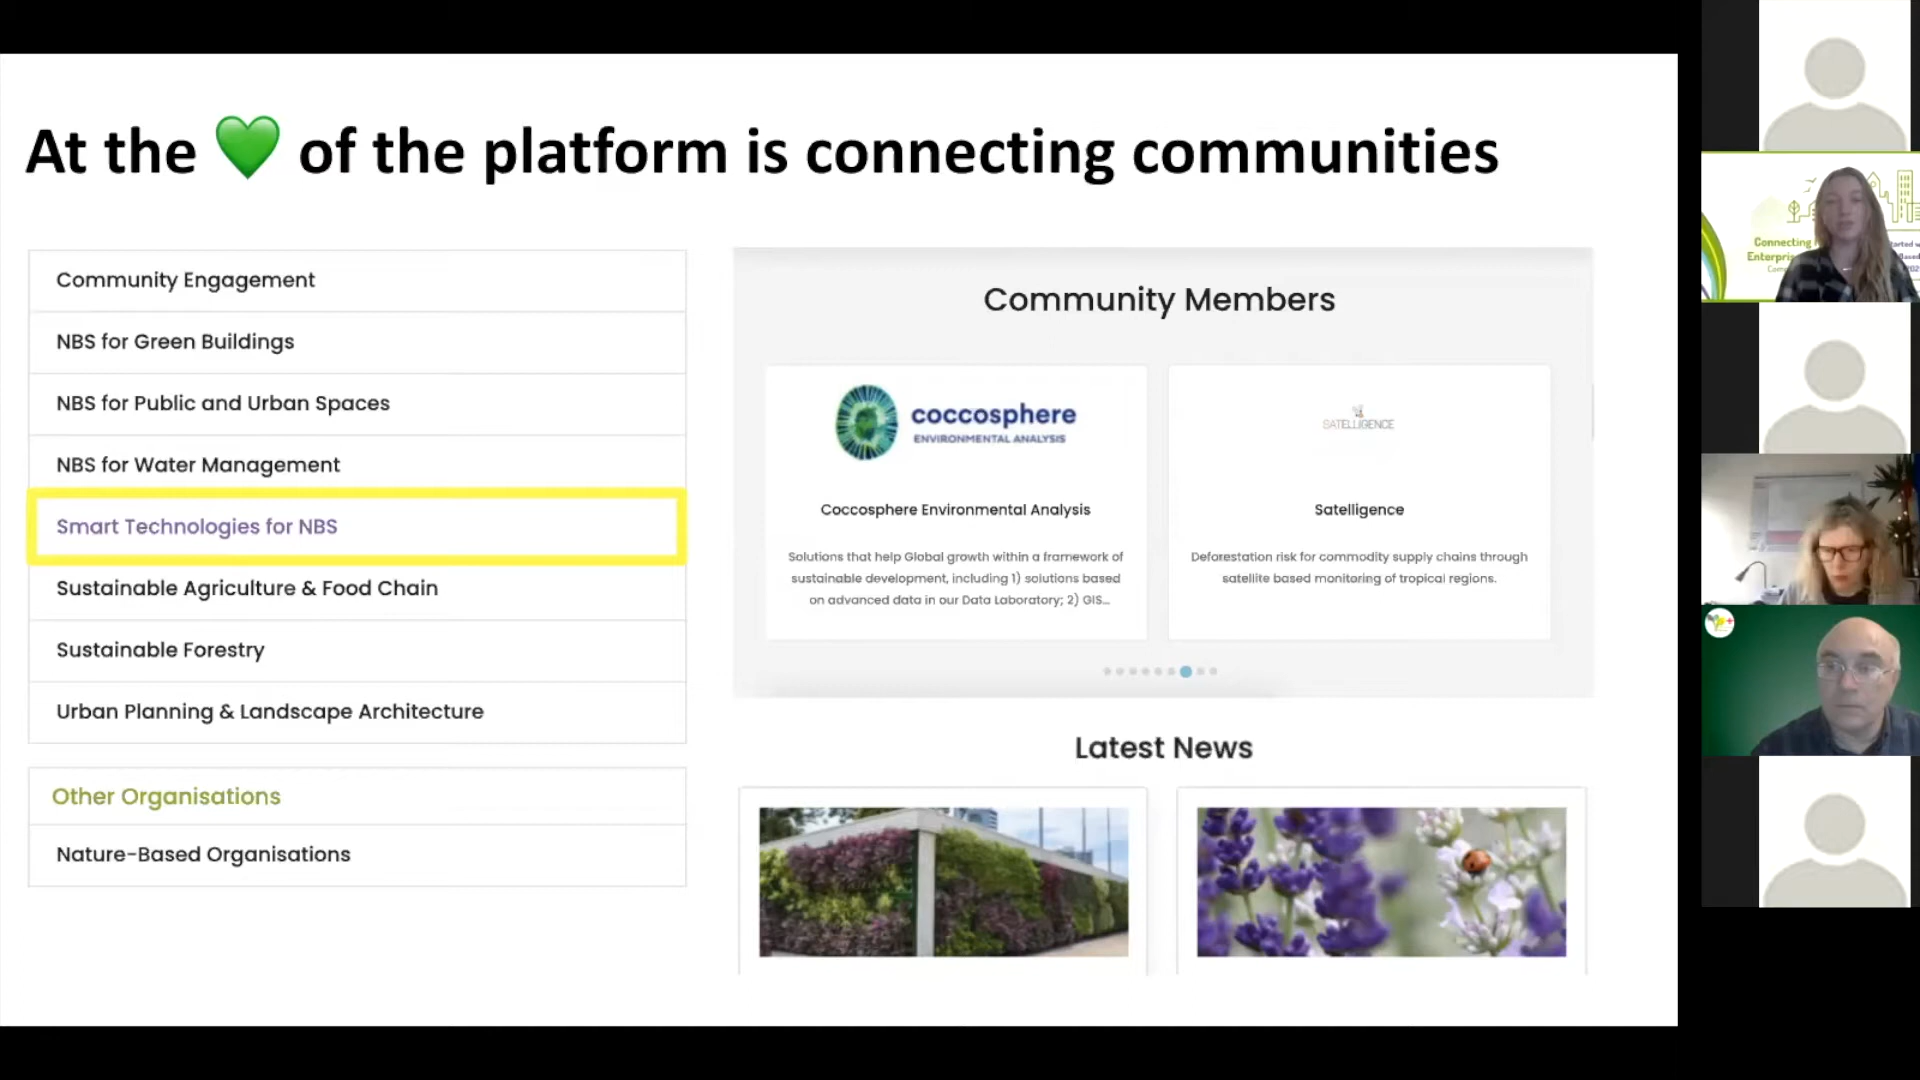 At the 💚 of the platform is connecting communities
Community Engagement
NBS for Green Buildings
NBS for Public and Urban Spaces
NBS for Water Management
Smart Technologies for NBS
Sustainable Agriculture & Food Chain
Sustainable Forestry
Urban Planning & Landscape Architecture
Other Organisations
Nature-Based Organisations
Community Members
coccosphere
ENVIRONMENTAL ANALYSIS
Coccosphere Environmental Analysis
Solutions that help Global growth within a framework of
sustainable development, including 1) solutions based
on advanced data in our Data Laboratory; 2) GIS...
SATELLIGENCE
Satelligence
Deforestation risk for commodity supply chains through
satellite based monitoring of tropical regions.
Latest News
Connecting